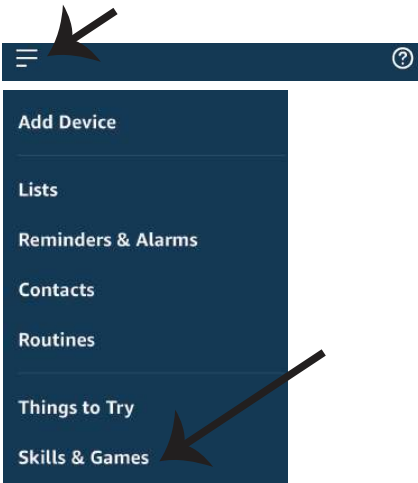 ?
Add Device
Lists
Reminders & Alarms
Contacts
Routines
Things to Try
Skills & Games